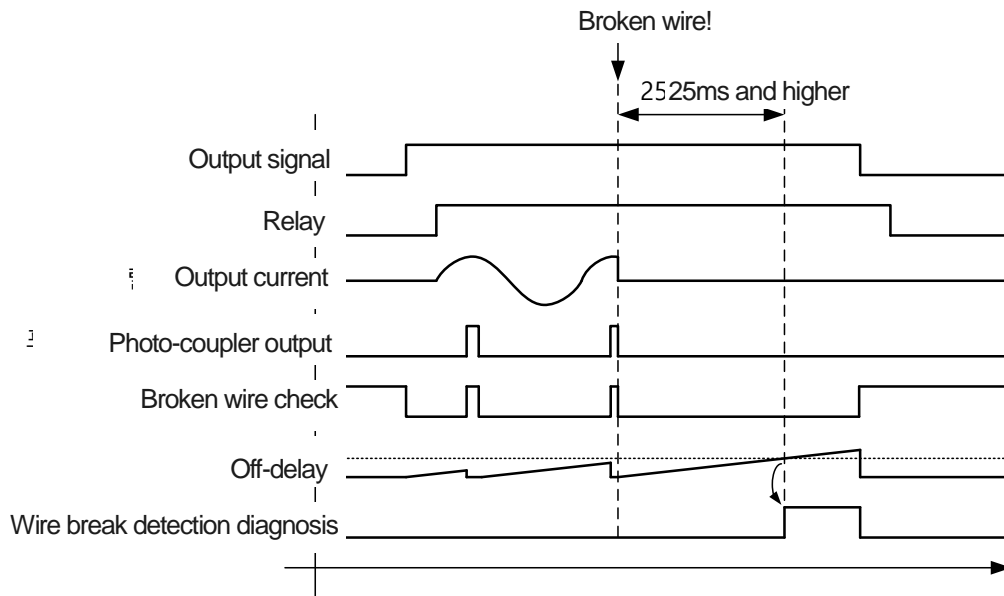 Broken wire!
2525ms and higher
Output signal
Relay
Output current
Photo-coupler output
Broken wire check
Off-delay
Wire break detection diagnosis